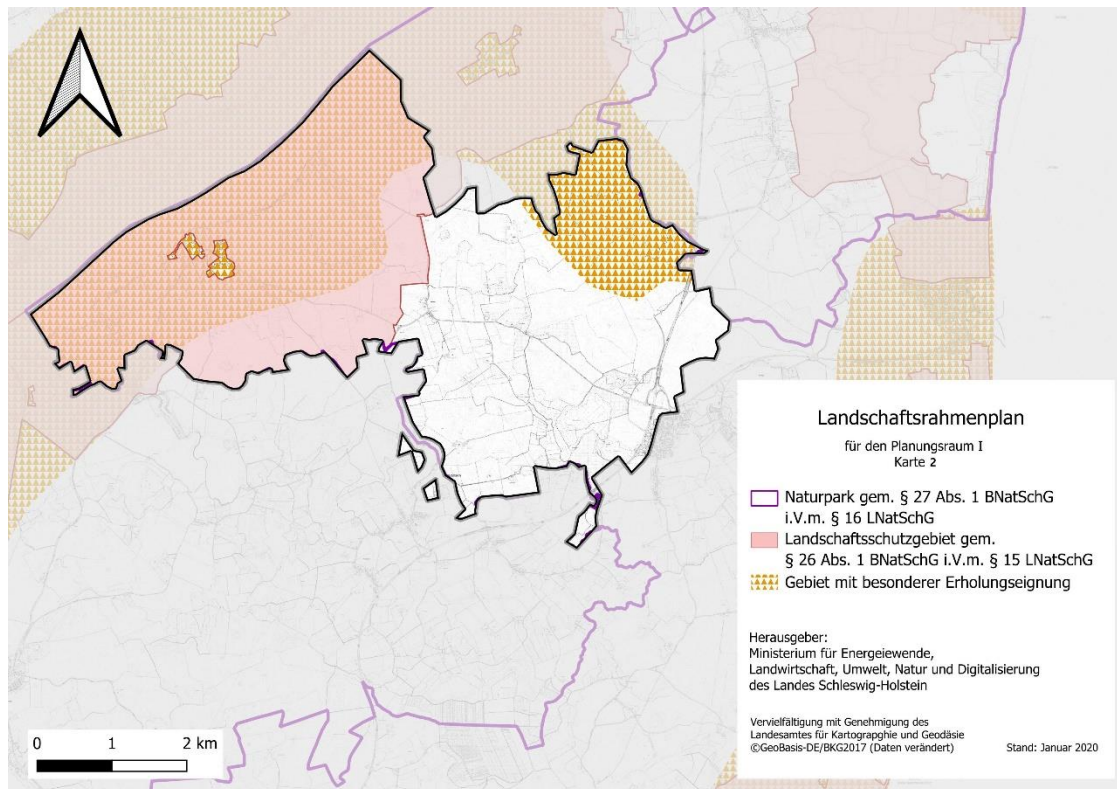 Landschaftsrahmenplan
für den Planungsraum I
Karte 2
Naturpark gem. § 27 Abs. 1 BNatSchG
i.V.m. § 16 LNatSchG
Landschaftsschutzgebiet gem.
§ 26 Abs. 1 BNatSchG i.V.m. § 15 LNatSchG
Gebiet mit besonderer Erholungseignung
Herausgeber:
Ministerium für Energeiewende,
Landwirtschaft, Umwelt, Natur und Digitalisierung
des Landes Schleswig-Holstein
Vervielfältigung mit Genehmigung des
Landesamtes für Kartograpghie und Geodäsie
©GeoBasis-DE/BKG2017 (Daten verändert) Stand: Januar 2020
0 1 2 km